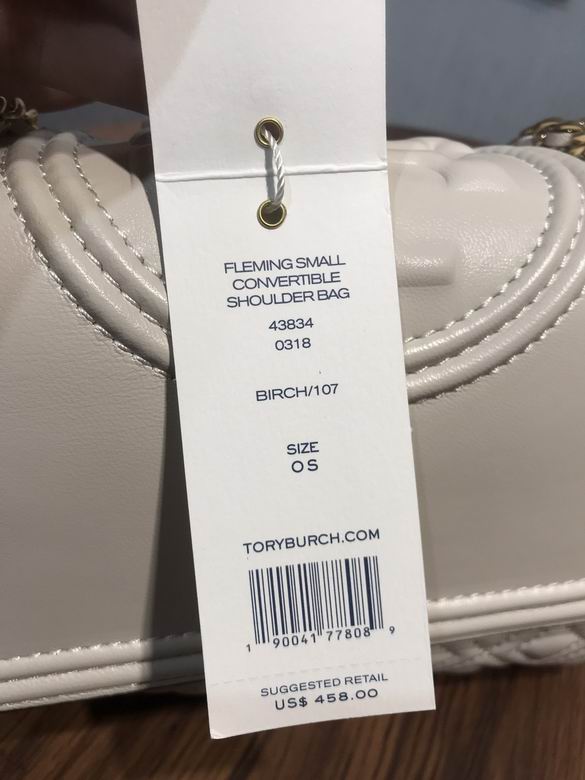 FLEMING SMALL
CONVERTIBLE
SHOULDER BAG
43834
0318
BIRCH/107
SIZE
OS
TORYBURCH.COM
1 90041 77808 9
SUGGESTED RETAIL
US$ 458.00